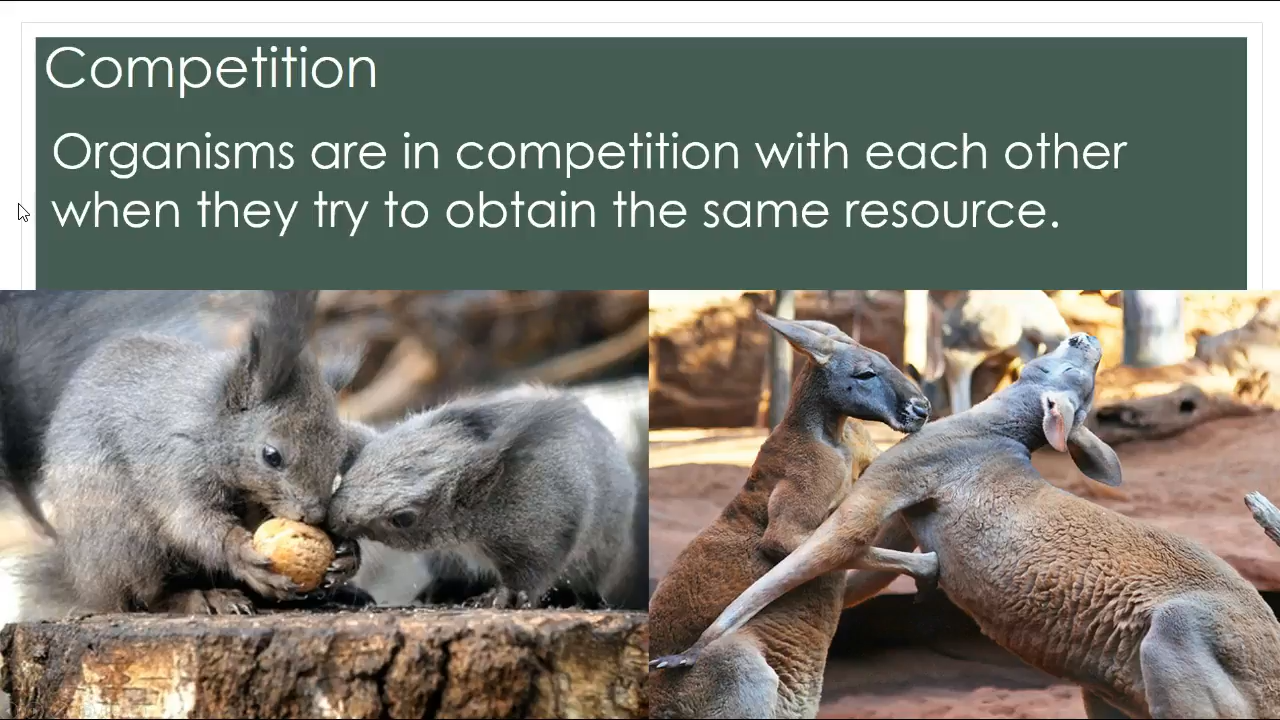 Competition
Organisms are in competition with each other
when they try to obtain the same resource.